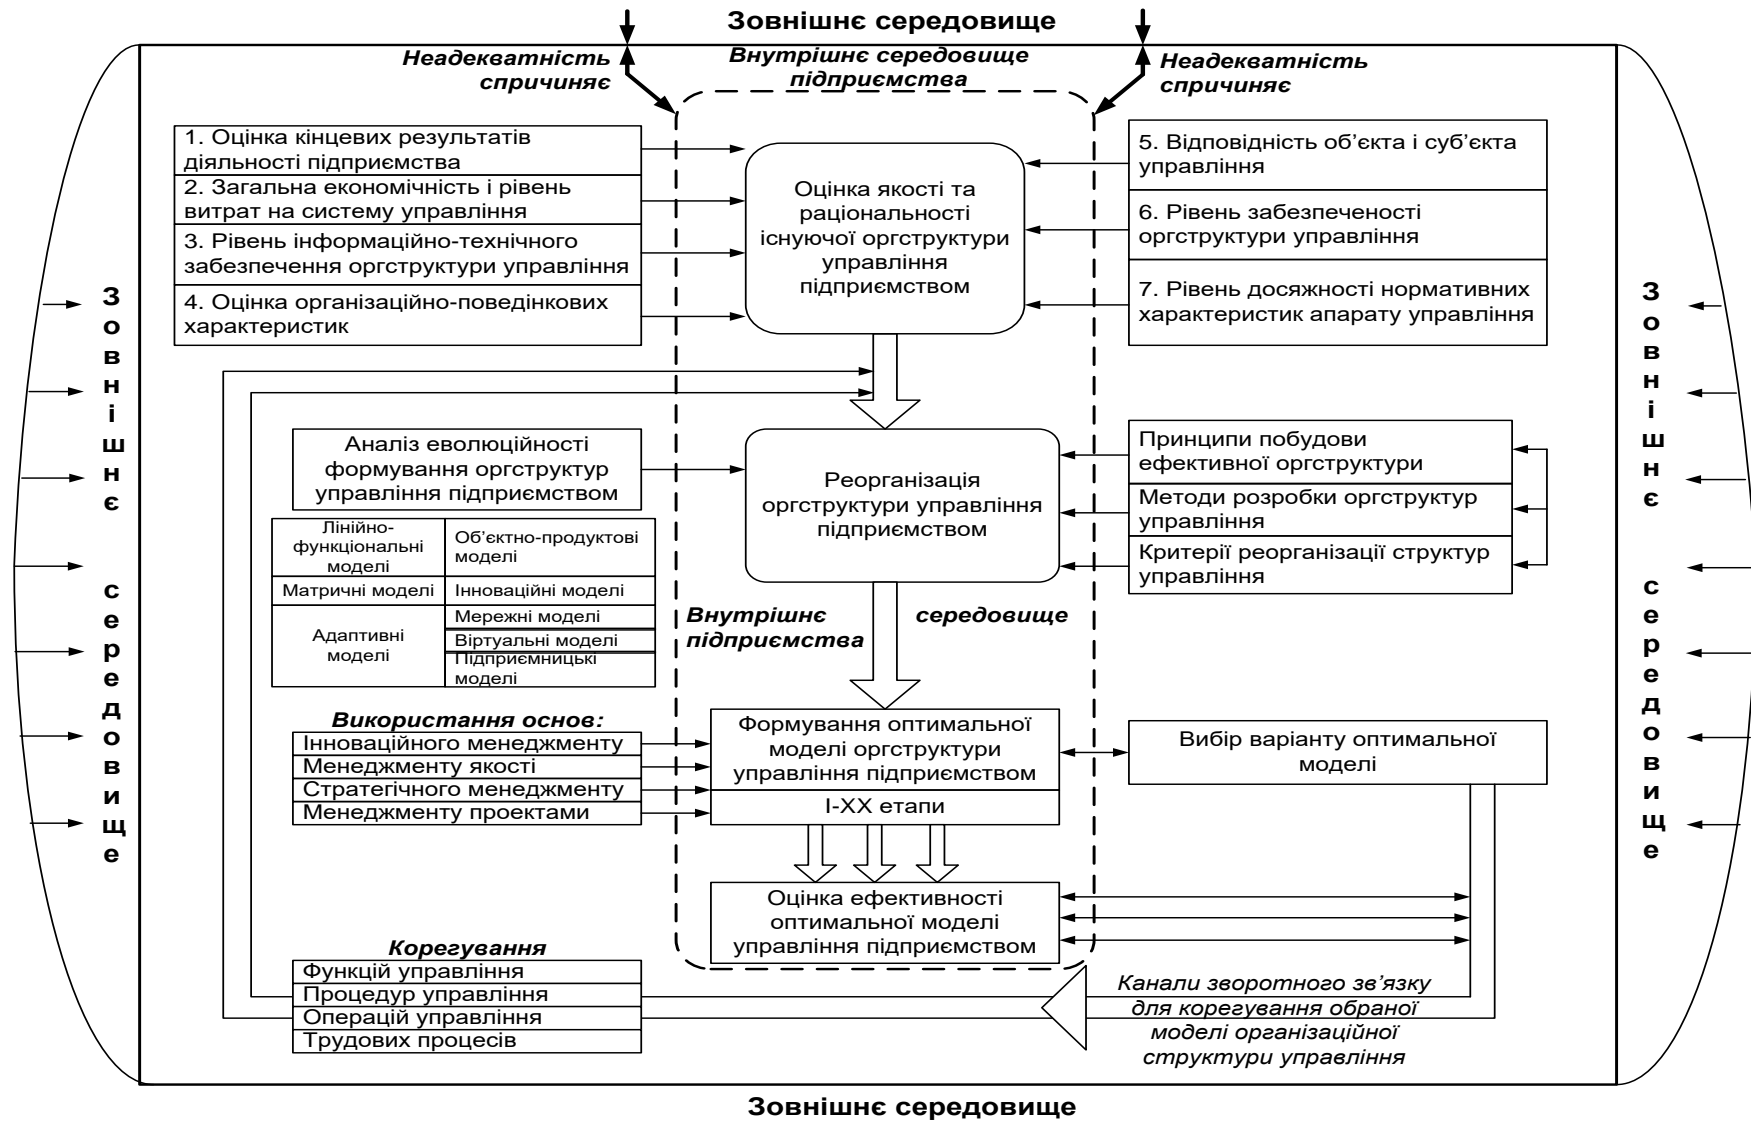 Зовнішнє середовище
Неадекватність
спричиняє
Внутрішнє середовище
підприємства
Неадекватність
спричиняє
1. Оцінка кінцевих результатів
діяльності підприємства
2. Загальна економічність і рівень
витрат на систему управління
3. Рівень інформаційно-технічного
забезпечення оргструктури управління
4. Оцінка організаційно-поведінкових
характеристик
Оцінка якості та
раціональності
існуючої оргструктури
управління
підприємством
5. Відповідність об’єкта і суб’єкта
управління
6. Рівень забезпеченості
оргструктури управління
7. Рівень досяжності нормативних
характеристик апарату управління
Зовнішнє середовище
Зовнішнє середовище
Аналіз еволюційності
формування оргструктур
управління підприємством
Реорганізація
оргструктури управління
підприємством
Принципи побудови
ефективної оргструктури
Методи розробки оргструктур
управління
Критерії реорганізації структур
управління
Лінійно-
функціональні
моделі
Об’єктно-продуктові
моделі
Матричні моделі
Інноваційні моделі
Адаптивні
моделі
Мережні моделі
Віртуальні моделі
Підприємницькі
моделі
Внутрішнє середовище
підприємства
Використання основ:
Інноваційного менеджменту
Менеджменту якості
Стратегічного менеджменту
Менеджменту проектами
Формування оптимальної
моделі оргструктури
управління підприємством
I-XX етапи
Вибір варіанту оптимальної
моделі
Оцінка ефективності
оптимальної моделі
управління підприємством
Корегування
Функцій управління
Процедур управління
Операцій управління
Трудових процесів
Канали зворотного зв’язку
для корегування обраної
моделі організаційної
структури управління
Зовнішнє середовище